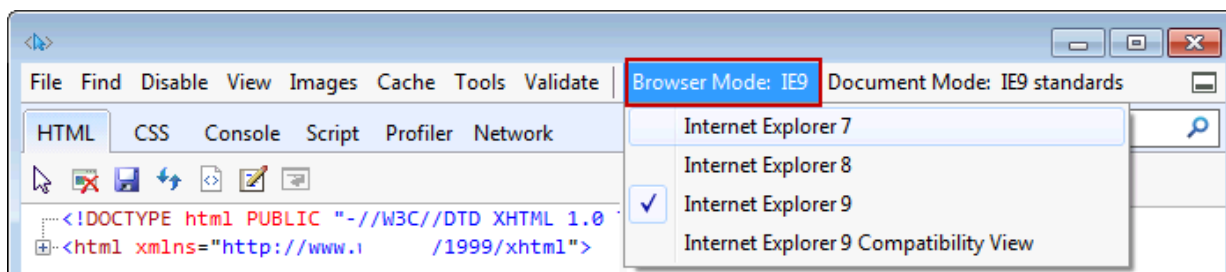 File Find Disable View Images Cache Tools Validate Browser Mode: IE9 Document Mode: IE9 standards
HTML CSS Console Script Profiler Network
Internet Explorer 7
Internet Explorer 8
Internet Explorer 9
Internet Explorer 9 Compatibility View
<!DOCTYPE html PUBLIC "-//W3C//DTD XHTML 1.0
<html xmlns="http://www. /1999/xhtml">